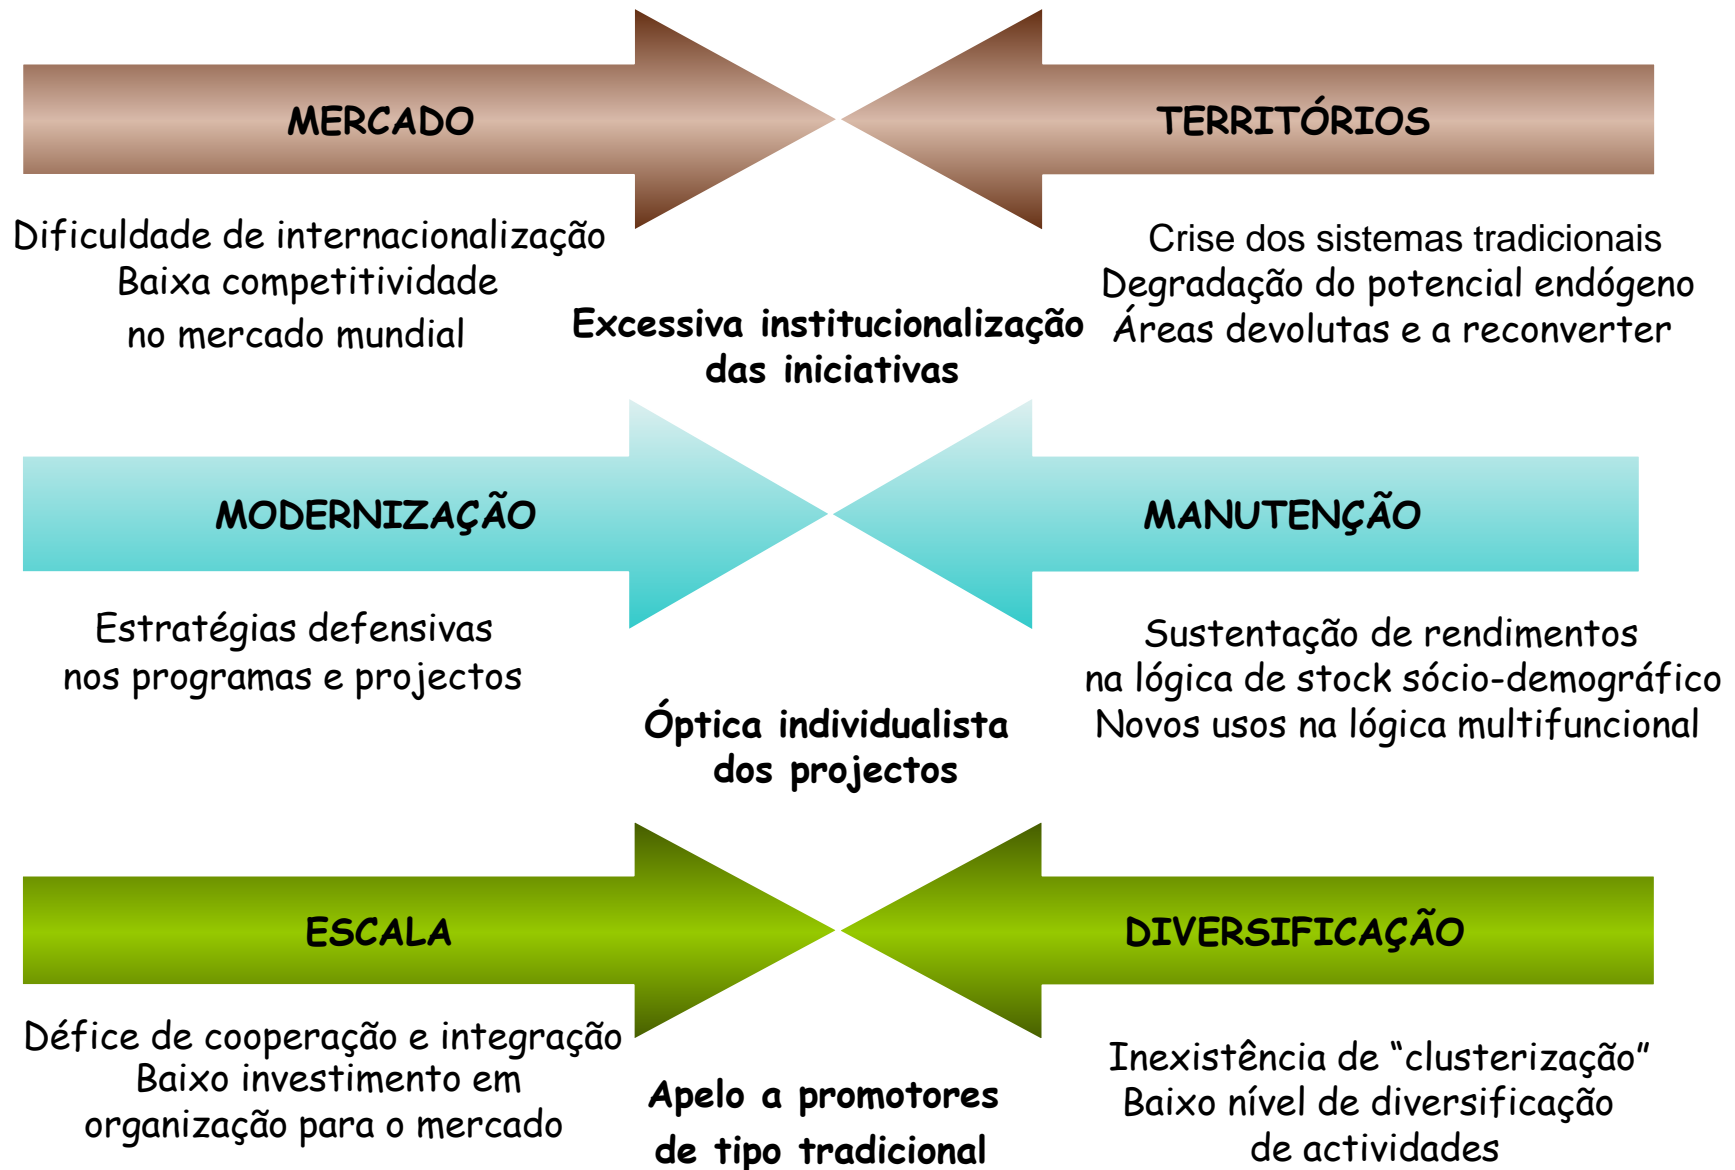 MERCADO
TERRITÓRIOS
Dificuldade de internacionalização
Baixa competitividade
no mercado mundial
Crise dos sistemas tradicionais
Degradação do potencial endógeno
Áreas devolutas e a reconverter
Excessiva institucionalização
das iniciativas
MODERNIZAÇÃO
MANUTENÇÃO
Estratégias defensivas
nos programas e projectos
Sustentação de rendimentos
na lógica de stock sócio-demográfico
Novos usos na lógica multifuncional
Óptica individualista
dos projectos
ESCALA
DIVERSIFICAÇÃO
Défice de cooperação e integração
Baixo investimento em
organização para o mercado
Inexistência de “clusterização”
Baixo nível de diversificação
de actividades
Apelo a promotores
de tipo tradicional